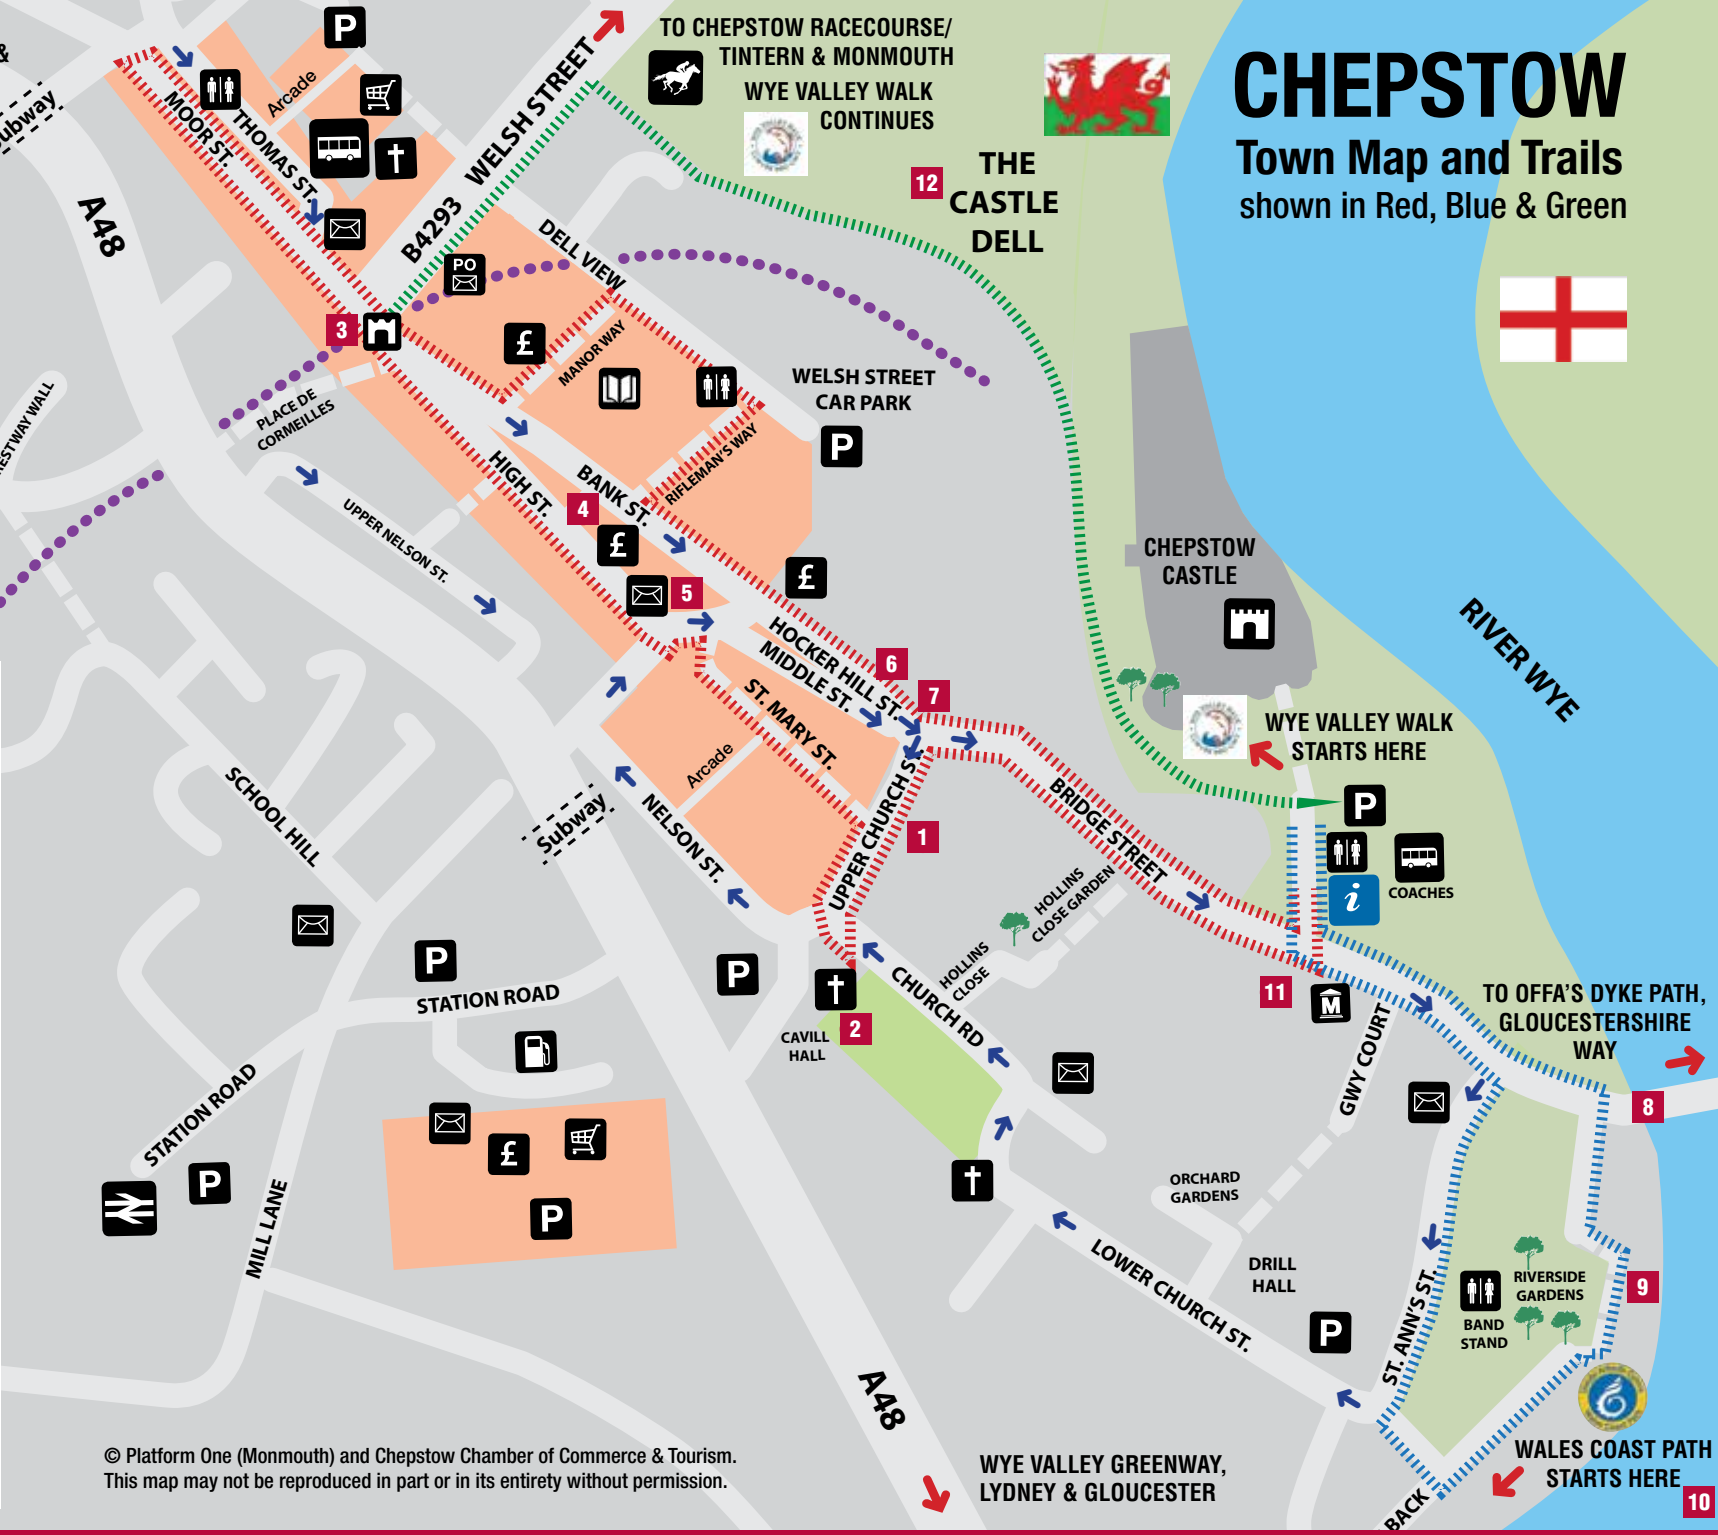 CHEPSTOW
Town Map and Trails
shown in Red, Blue & Green
TO CHEPSTOW RACECOURSE/
TINTERN & MONMOUTH
WYE VALLEY WALK
CONTINUES
12
THE
CASTLE
DELL
&
Subway
P
Arcade
MOOR ST.
THOMAS ST.
WELSH STREET
B4293
A48
PO
DELL VIEW
3
£
MANOR WAY
PLACE DE
CORMEILLES
WELSH STREET
CAR PARK
P
RIFLEMAN'S WAY
HIGH ST.
BANK ST.
4
£
£
5
UPPER NELSON ST.
CHEPSTOW
CASTLE
RIVER WYE
HOCKER HILL ST.
MIDDLE ST.
6
7
ST. MARY ST.
Arcade
WYE VALLEY WALK
STARTS HERE
P
i
COACHES
SCHOOL HILL
Subway
NELSON ST.
UPPER CHURCH ST.
1
BRIDGE STREET
HOLLINS
CLOSE GARDEN
HOLLINS
CLOSE
P
P
STATION ROAD
CHURCH RD
2
CAVILL
HALL
11
M
GWY COURT
TO OFFA'S DYKE PATH,
GLOUCESTERSHIRE
WAY
8
STATION ROAD
P
£
P
MILL LANE
ORCHARD
GARDENS
LOWER CHURCH ST.
DRILL
HALL
P
ST. ANN'S ST.
RIVERSIDE
GARDENS
BAND
STAND
9
A48
© Platform One (Monmouth) and Chepstow Chamber of Commerce & Tourism.
This map may not be reproduced in part or in its entirety without permission.
WYE VALLEY GREENWAY,
LYDNEY & GLOUCESTER
WALES COAST PATH
STARTS HERE
10
BACK